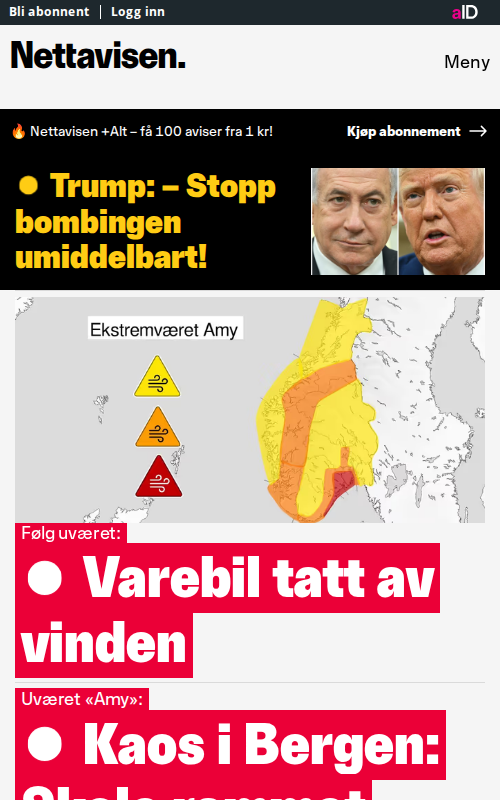 Bli abonnent | Logg inn
aID
Nettavisen.
Meny
🔥 Nettavisen +Alt – få 100 aviser fra 1 kr!
Kjøp abonnement →
Trump: – Stopp
bombingen
umiddelbart!
Ekstremværet Amy
Følg uværet:
Varebil tatt av
vinden
Uværet «Amy»:
Kaos i Bergen: